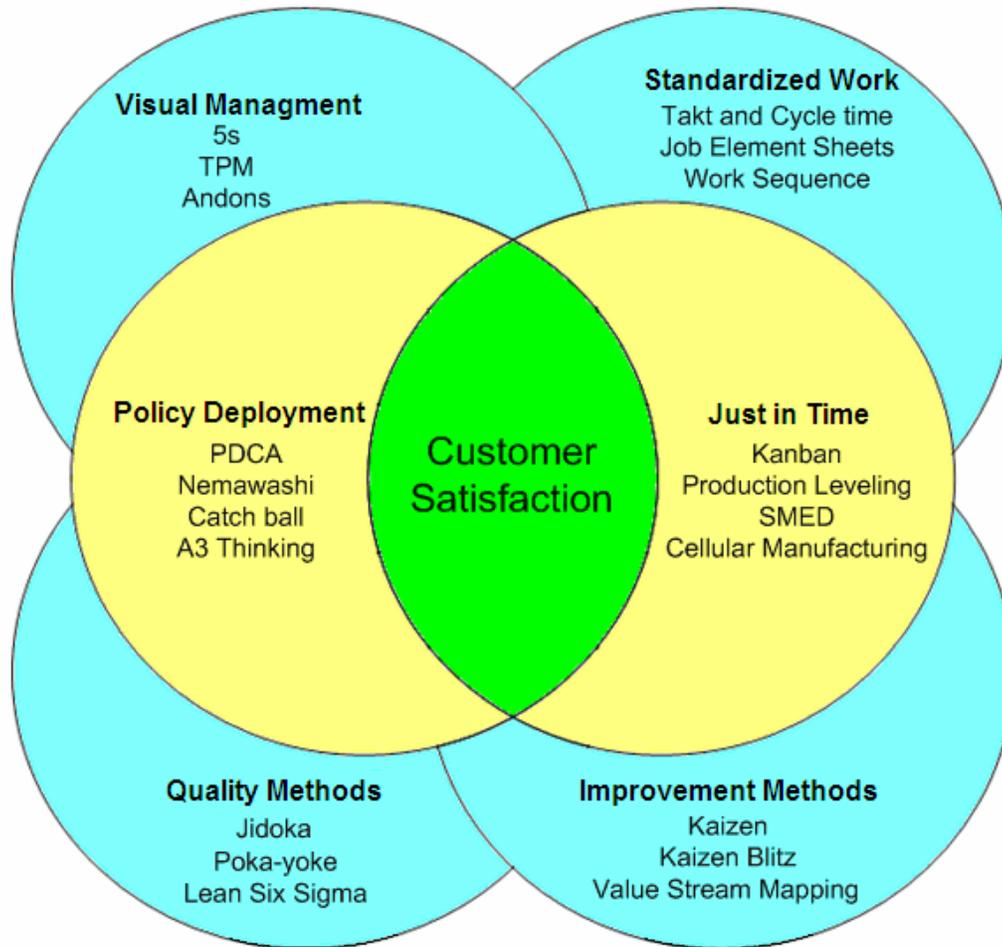 Visual Managment
5s
TPM
Andons
Standardized Work
Takt and Cycle time
Job Element Sheets
Work Sequence
Policy Deployment
PDCA
Nemawashi
Catch ball
A3 Thinking
Customer
Satisfaction
Just in Time
Kanban
Production Leveling
SMED
Cellular Manufacturing
Quality Methods
Jidoka
Poka-yoke
Lean Six Sigma
Improvement Methods
Kaizen
Kaizen Blitz
Value Stream Mapping